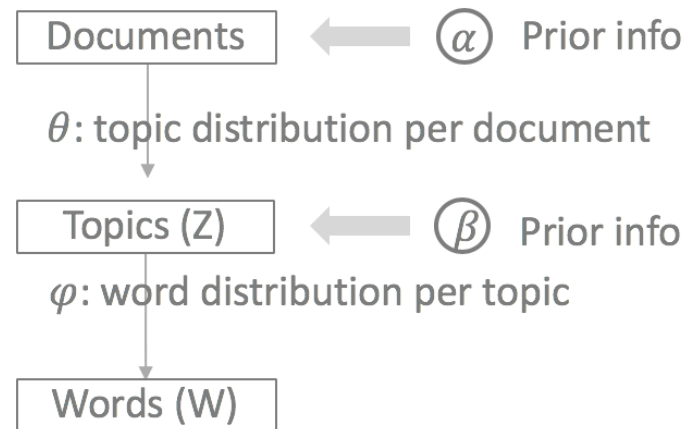 Documents α Prior info
θ: topic distribution per document
Topics (Z) β Prior info
φ: word distribution per topic
Words (W)